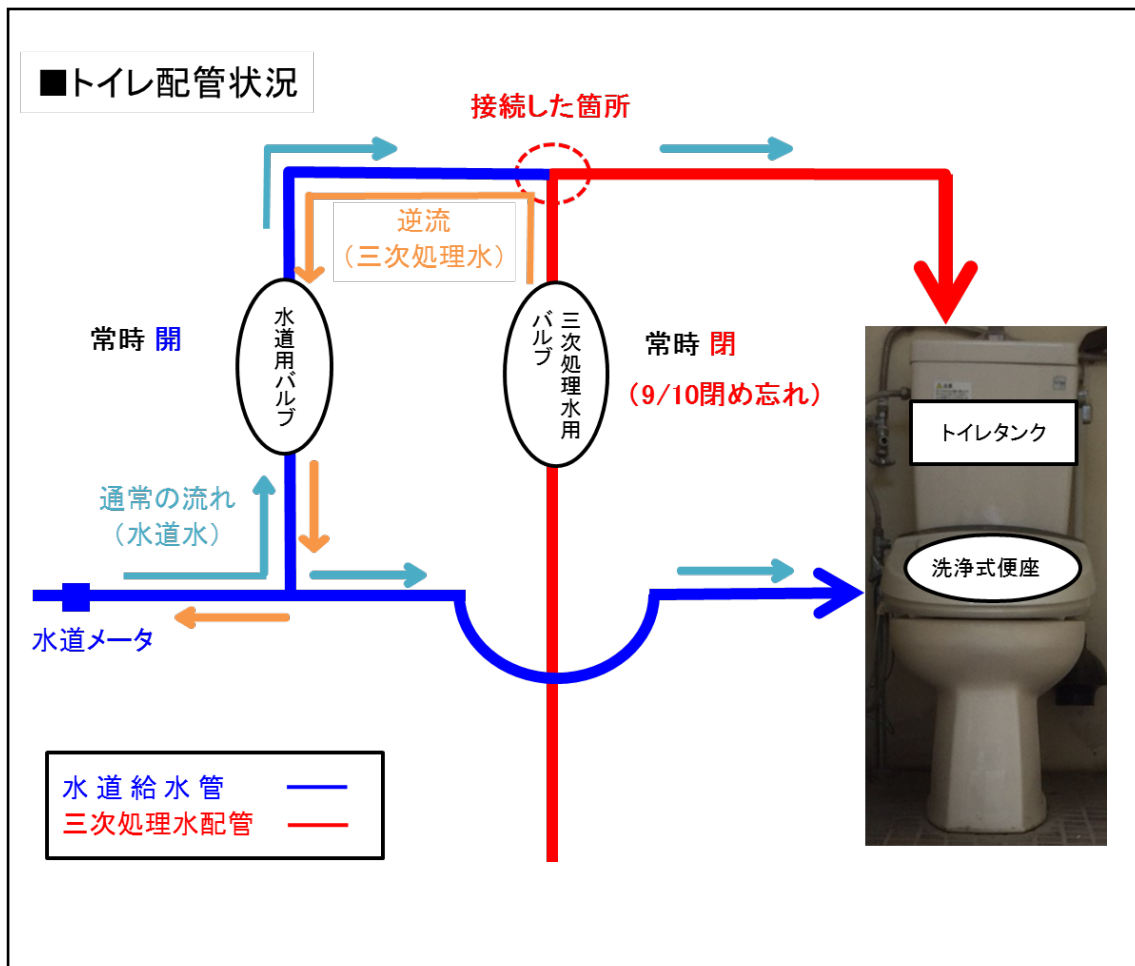 ■トイレ配管状況
接続した箇所
逆流
（三次処理水）
常時 開
水道用バルブ
三次処理水用
バルブ
常時 閉
（9/10閉め忘れ）
トイレタンク
通常の流れ
（水道水）
洗浄式便座
水道メータ
水 道 給 水 管
三次処理水配管